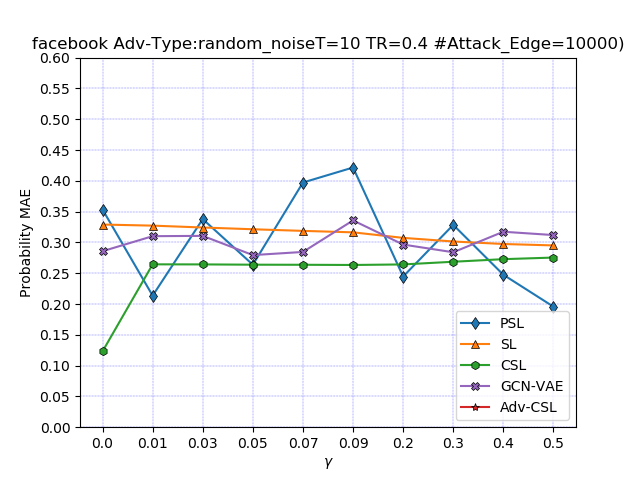 facebook Adv-Type:random_noiseT=10 TR=0.4 #Attack_Edge=10000)
0.60
0.55
0.50
0.45
0.40
0.35
0.30
0.25
0.20
0.15
0.10
0.05
0.00
Probability MAE
PSL
SL
CSL
GCN-VAE
Adv-CSL
0.0 0.01 0.03 0.05 0.07 0.09 0.2 0.3 0.4 0.5
γ